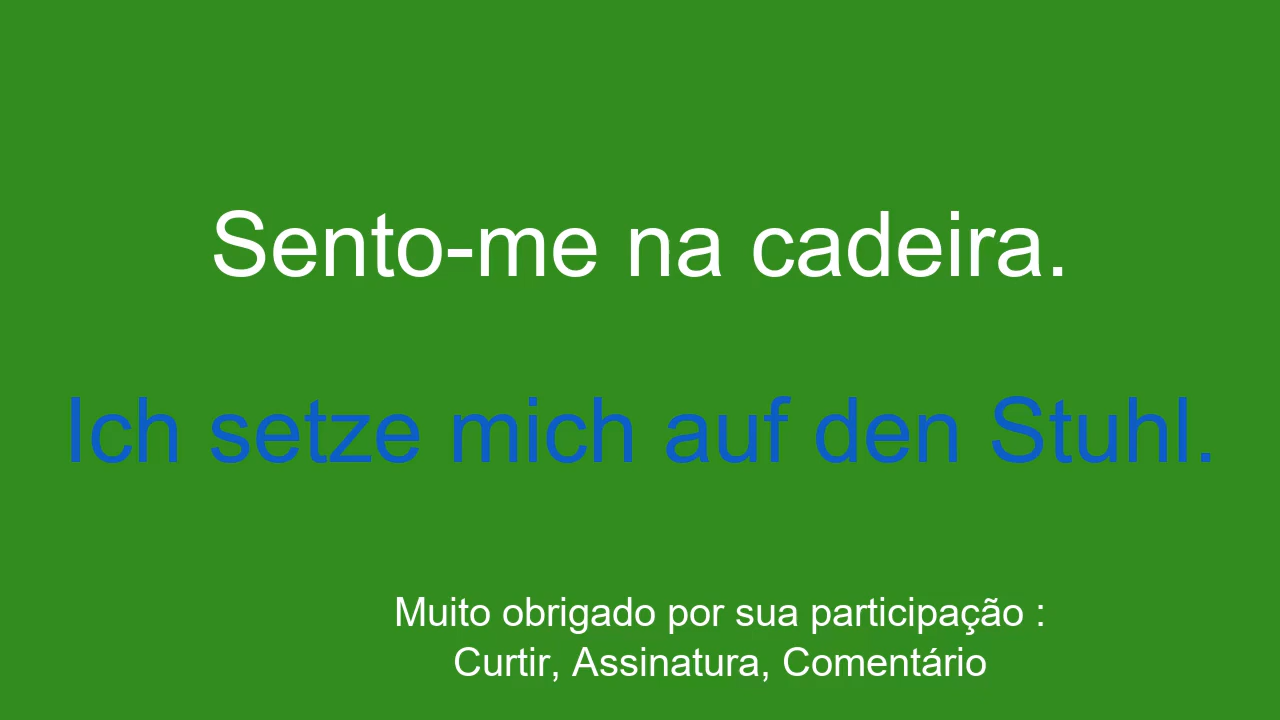 Sento-me na cadeira.
Ich setze mich auf den Stuhl.
Muito obrigado por sua participação :
Curtir, Assinatura, Comentário